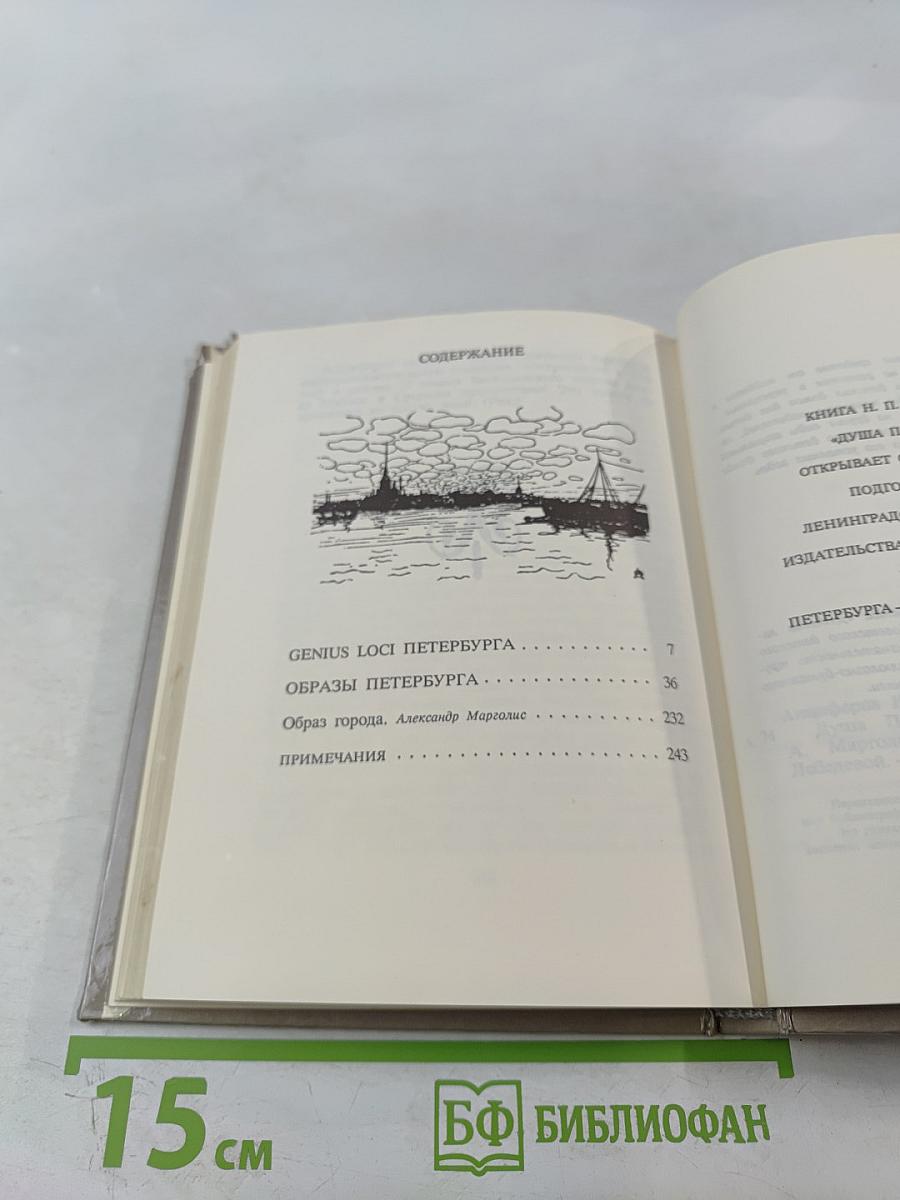 СОДЕРЖАНИЕ
GENIUS LOCI ПЕТЕРБУРГА . . . . . . . . . . . 7
ОБРАЗЫ ПЕТЕРБУРГА . . . . . . . . . . . . . . 36
Образ города. Александр Марголис . . . . . . . . . . 232
ПРИМЕЧАНИЯ . . . . . . . . . . . . . . . . . . . . . 243
КНИГА Н. П.
«ДУША П
ОТКРЫВАЕТ С
ПОДГО
ЛЕНИНГРАДС
ИЗДАТЕЛЬСТВА
ПЕТЕРБУРГА –
15 см
БФ БИБЛИОФАН